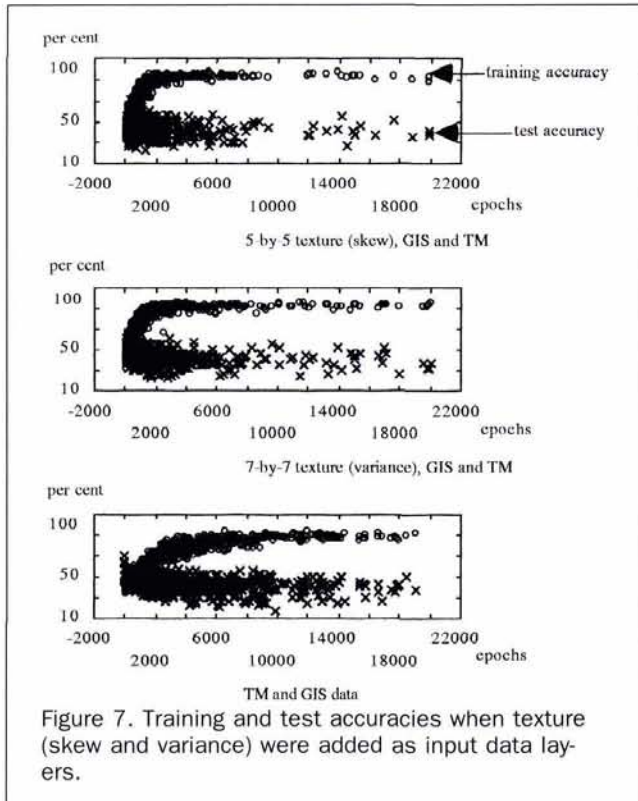 per cent
100
training accuracy
50
test accuracy
10
-2000 6000 10000 14000 22000
2000 10000 18000 epochs
5-by-5 texture (skew), GIS and TM
per cent
100
50
10
-2000 6000 14000 22000
2000 10000 18000 epochs
7-by-7 texture (variance), GIS and TM
per cent
100
50
10
-2000 6000 14000 22000
2000 10000 18000 epochs
TM and GIS data
Figure 7. Training and test accuracies when texture
(skew and variance) were added as input data lay-
ers.